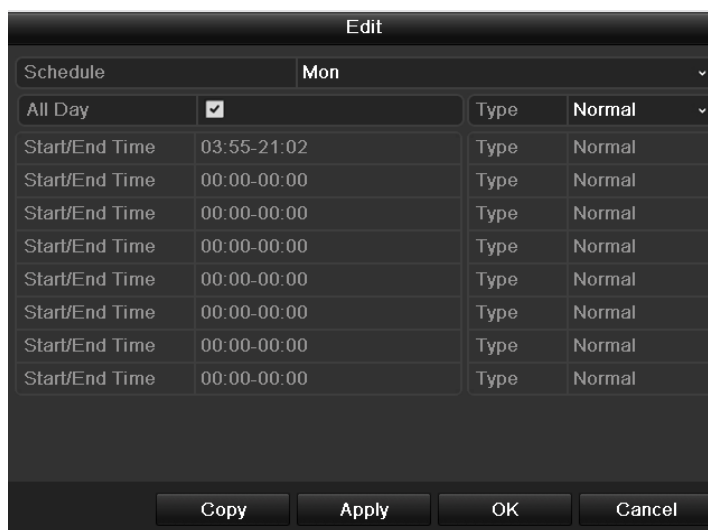 Edit
Schedule Mon
All Day Type Normal
Start/End Time 03:55-21:02 Type Normal
Start/End Time 00:00-00:00 Type Normal
Start/End Time 00:00-00:00 Type Normal
Start/End Time 00:00-00:00 Type Normal
Start/End Time 00:00-00:00 Type Normal
Start/End Time 00:00-00:00 Type Normal
Start/End Time 00:00-00:00 Type Normal
Start/End Time 00:00-00:00 Type Normal
Copy Apply OK Cancel